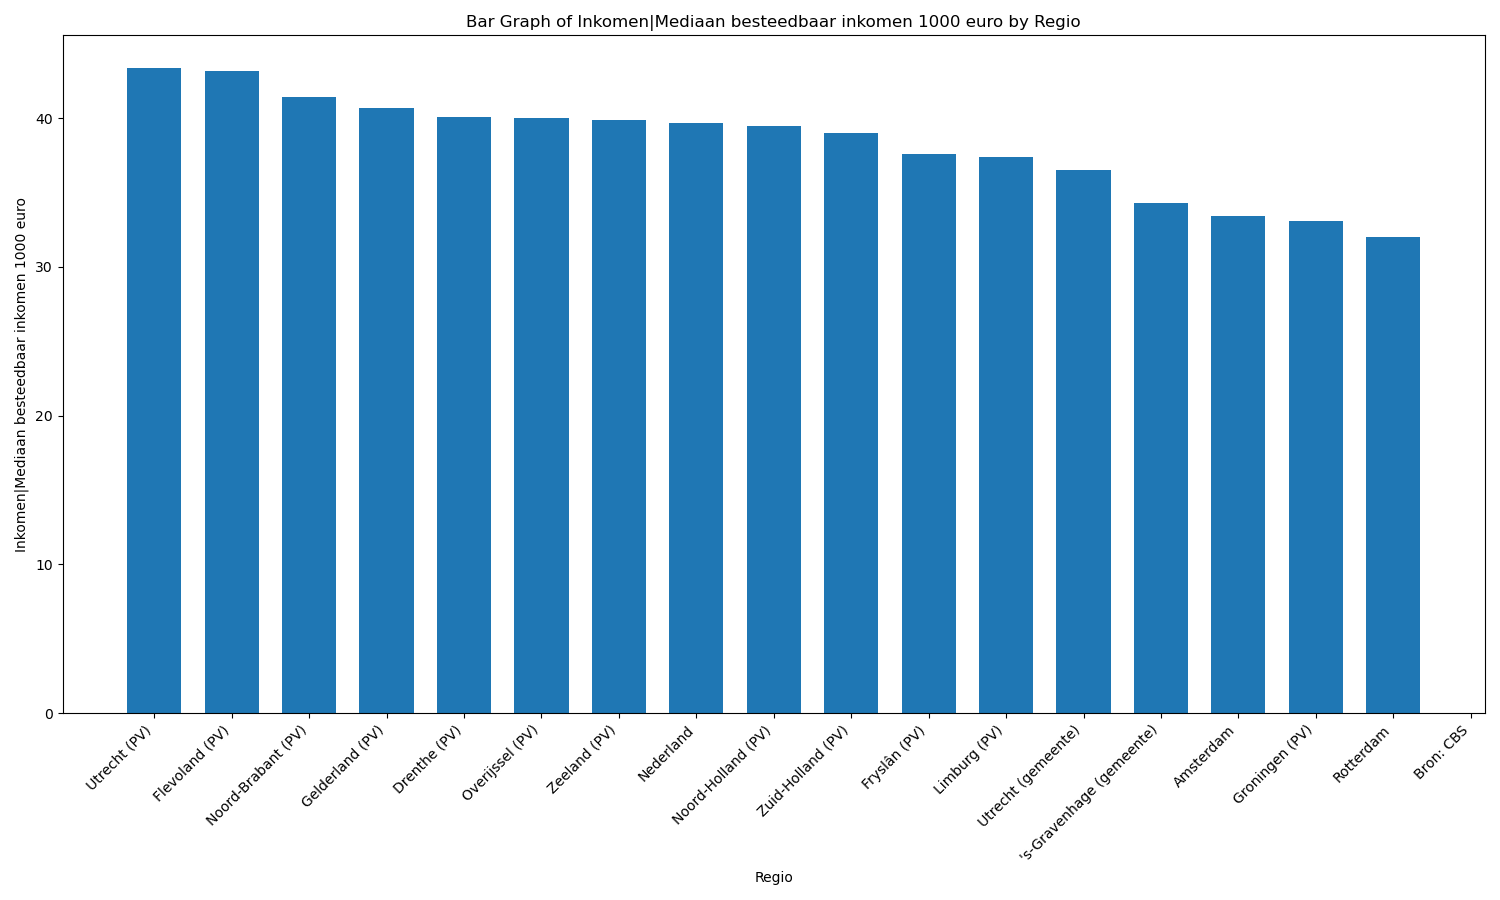 Bar Graph of Inkomen|Mediaan besteedbaar inkomen 1000 euro by Regio
Inkomen|Mediaan besteedbaar inkomen 1000 euro
40
30
20
10
0
Utrecht (PV)
Flevoland (PV)
Noord-Brabant (PV)
Gelderland (PV)
Drenthe (PV)
Overijssel (PV)
Zeeland (PV)
Nederland
Noord-Holland (PV)
Zuid-Holland (PV)
Fryslân (PV)
Limburg (PV)
Utrecht (gemeente)
's-Gravenhage (gemeente)
Amsterdam
Groningen (PV)
Rotterdam
Bron: CBS
Regio